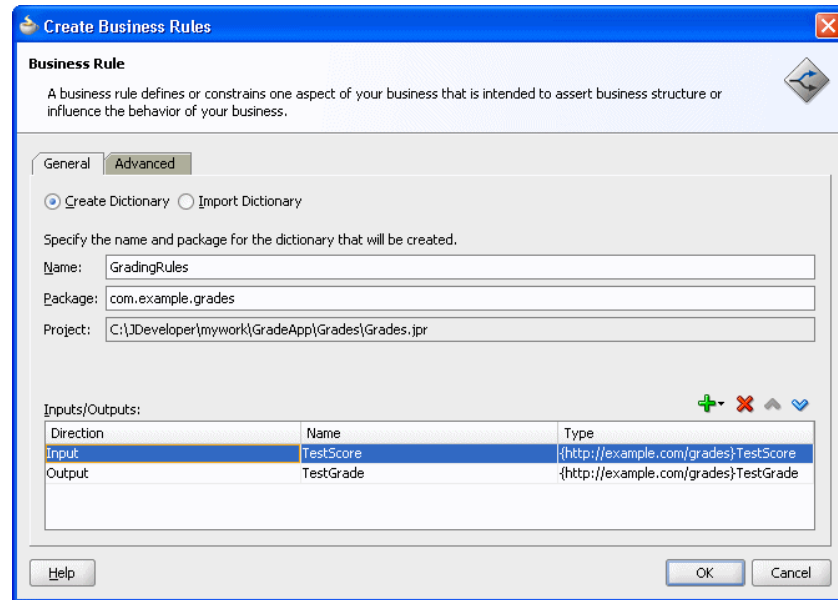 Create Business Rules
Business Rule
A business rule defines or constrains one aspect of your business that is intended to assert business structure or
influence the behavior of your business.
General Advanced
Create Dictionary Import Dictionary
Specify the name and package for the dictionary that will be created.
Name: GradingRules
Package: com.example.grades
Project: C:\JDeveloper\mywork\GradeApp\Grades\Grades.jpr
Inputs/Outputs:
Direction Name Type
Input TestScore {http://example.com/grades}TestScore
Output TestGrade {http://example.com/grades}TestGrade
Help OK Cancel